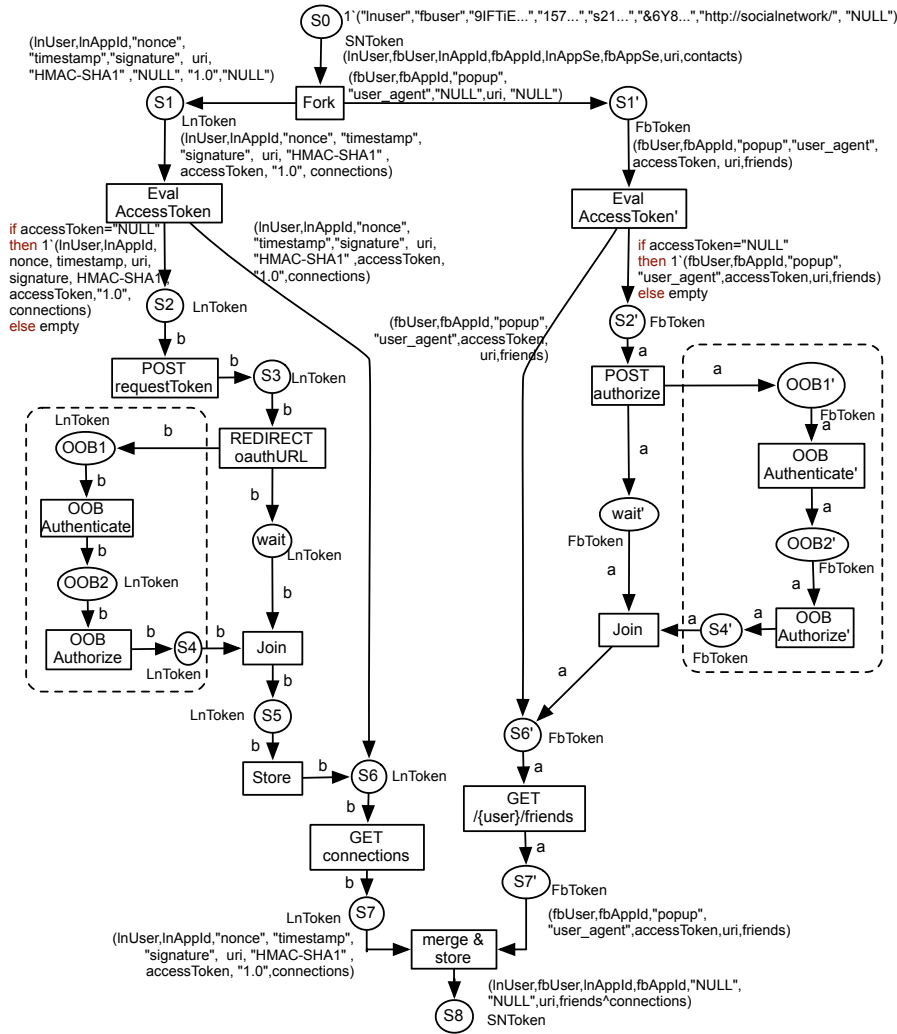 S0
1`("lnuser","fbuser","9IFTiE...","157...","s21...","&6Y8...","http://socialnetwork/", "NULL")
SNToken
(lnUser,fbUser,lnAppId,fbAppId,lnAppSe,fbAppSe,uri,contacts)
(lnUser,lnAppId,"nonce",
"timestamp","signature", uri,
"HMAC-SHA1" ,"NULL", "1.0","NULL")
(fbUser,fbAppId,"popup",
"user_agent","NULL",uri, "NULL")
S1
Fork
S1'
LnToken
(lnUser,lnAppId,"nonce", "timestamp",
"signature", uri, "HMAC-SHA1" ,
accessToken, "1.0", connections)
FbToken
(fbUser,fbAppId,"popup","user_agent",
accessToken, uri,friends)
Eval
AccessToken
Eval
AccessToken'
if accessToken="NULL"
then 1`(lnUser,lnAppId,
nonce, timestamp, uri,
signature, HMAC-SHA1,
accessToken,"1.0",
connections)
else empty
(lnUser,lnAppId,"nonce",
"timestamp","signature", uri,
"HMAC-SHA1" ,accessToken,
"1.0",connections)
if accessToken="NULL"
then 1`(fbUser,fbAppId,"popup",
"user_agent",accessToken,uri,friends)
else empty
S2
LnToken
(fbUser,fbAppId,"popup",
"user_agent",accessToken,
uri,friends)
S2'
FbToken
b
a
POST
requestToken
b
S3
LnToken
POST
authorize
a
OOB1'
FbToken
b
a
LnToken
OOB1
b
REDIRECT
oauthURL
a
OOB
Authenticate'
b
b
a
OOB
Authenticate
wait
LnToken
wait'
FbToken
OOB2'
FbToken
b
OOB2
LnToken
b
a
a
b
OOB
Authorize
b
S4
LnToken
b
Join
Join
a
S4'
FbToken
a
OOB
Authorize'
b
a
LnToken
S5
b
S6'
FbToken
Store
b
S6
LnToken
a
b
GET
/{user}/friends
GET
connections
a
b
S7'
FbToken
LnToken
S7
(lnUser,lnAppId,"nonce", "timestamp",
"signature", uri, "HMAC-SHA1" ,
accessToken, "1.0",connections)
(fbUser,fbAppId,"popup",
"user_agent",accessToken,uri,friends)
merge &
store
(lnUser,fbUser,lnAppId,fbAppId,"NULL",
"NULL",uri,friends^connections)
S8
SNToken